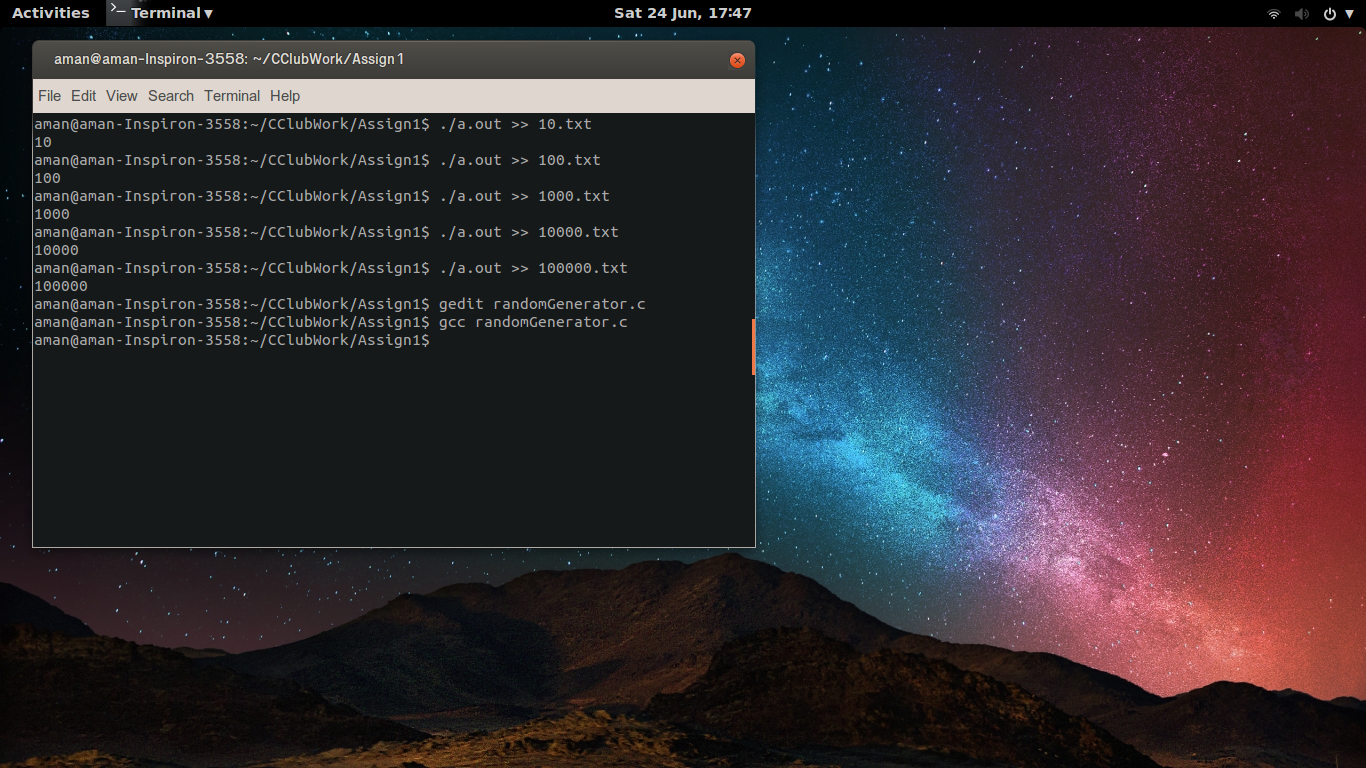 Activities Terminal Sat 24 Jun, 17:47
aman@aman-Inspiron-3558: ~/CClubWork/Assign1
File Edit View Search Terminal Help
aman@aman-Inspiron-3558:~/CClubWork/Assign1$ ./a.out >> 10.txt
10
aman@aman-Inspiron-3558:~/CClubWork/Assign1$ ./a.out >> 100.txt
100
aman@aman-Inspiron-3558:~/CClubWork/Assign1$ ./a.out >> 1000.txt
1000
aman@aman-Inspiron-3558:~/CClubWork/Assign1$ ./a.out >> 10000.txt
10000
aman@aman-Inspiron-3558:~/CClubWork/Assign1$ ./a.out >> 100000.txt
100000
aman@aman-Inspiron-3558:~/CClubWork/Assign1$ gedit randomGenerator.c
aman@aman-Inspiron-3558:~/CClubWork/Assign1$ gcc randomGenerator.c
aman@aman-Inspiron-3558:~/CClubWork/Assign1$